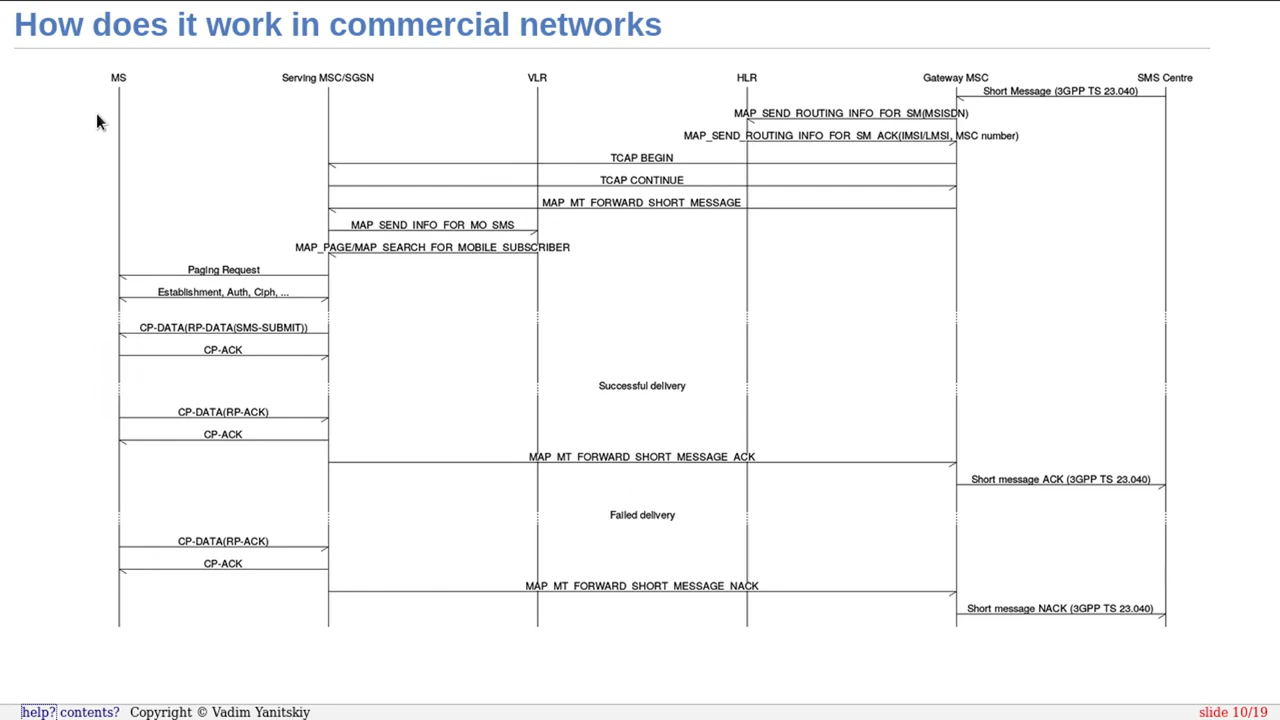 How does it work in commercial networks
MS Serving MSC/SGSN VLR HLR Gateway MSC SMS Centre
Short Message (3GPP TS 23.040)
MAP_SEND_ROUTING_INFO_FOR_SM(MSISDN)
MAP_SEND_ROUTING_INFO_FOR_SM_ACK(IMSI/LMSI, MSC number)
TCAP BEGIN
TCAP CONTINUE
MAP_MT_FORWARD_SHORT_MESSAGE
MAP_SEND_INFO_FOR_MO_SMS
MAP_PAGE/MAP_SEARCH_FOR_MOBILE_SUBSCRIBER
Paging Request
Establishment, Auth, Ciph, ...
CP-DATA(RP-DATA(SMS-SUBMIT))
CP-ACK
Successful delivery
CP-DATA(RP-ACK)
CP-ACK
MAP_MT_FORWARD_SHORT_MESSAGE_ACK
Short message ACK (3GPP TS 23.040)
Failed delivery
CP-DATA(RP-ACK)
CP-ACK
MAP_MT_FORWARD_SHORT_MESSAGE_NACK
Short message NACK (3GPP TS 23.040)
help? contents? Copyright © Vadim Yanitskiy slide 10/19